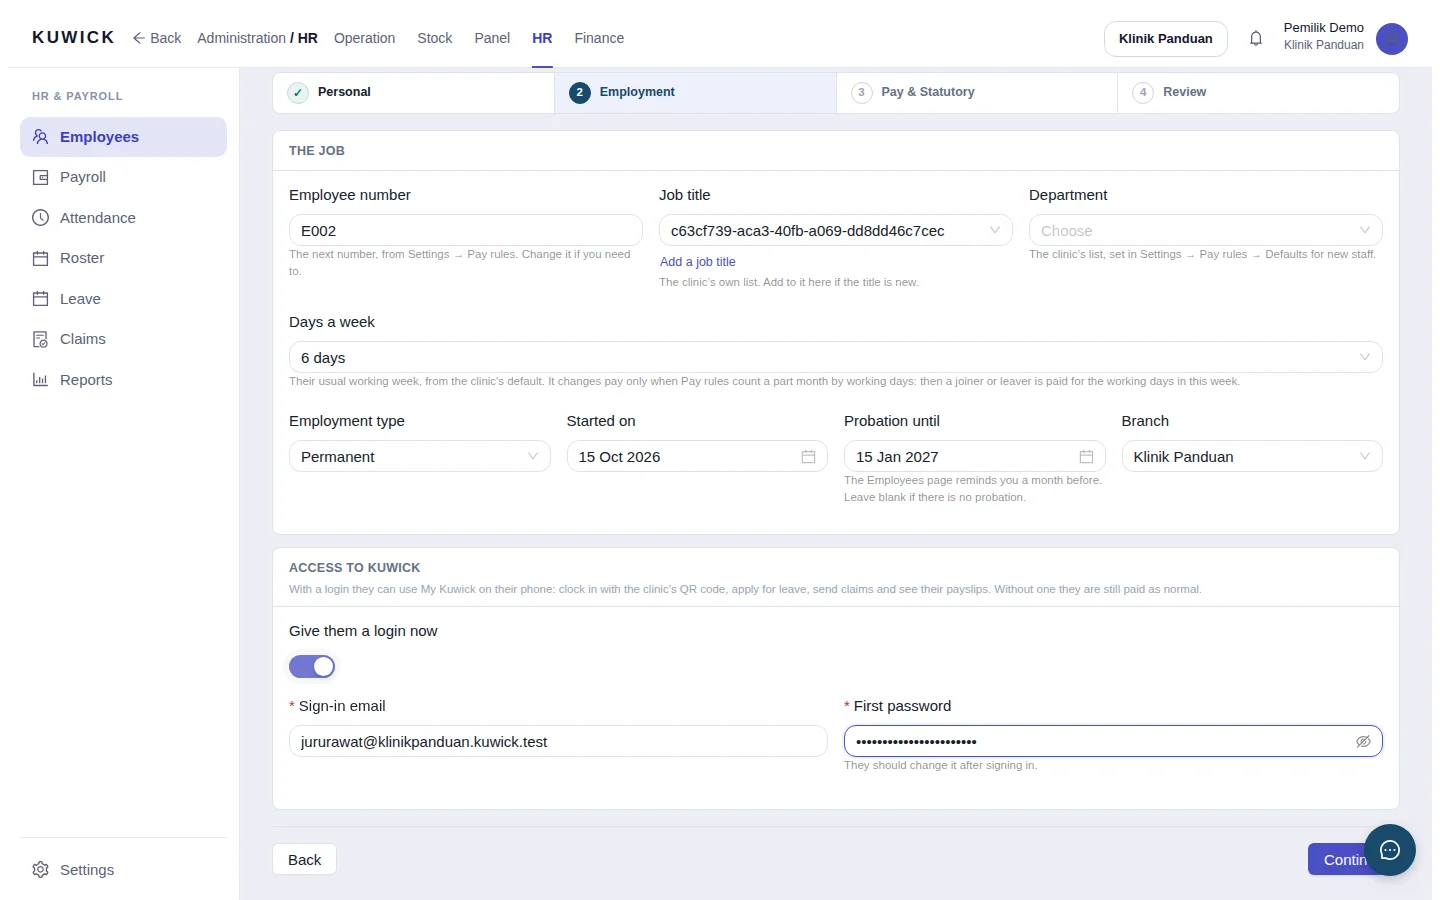 KUWICK
Back
Administration / HR
Operation
Stock
Panel
HR
Finance
Klinik Panduan
Pemilik Demo
Klinik Panduan
HR & PAYROLL
Employees
Payroll
Attendance
Roster
Leave
Claims
Reports
Settings
✓ Personal
2 Employment
3 Pay & Statutory
4 Review
THE JOB
Employee number
Job title
Department
E002
c63cf739-aca3-40fb-a069-dd8dd46c7cec
Choose
The next number, from Settings → Pay rules. Change it if you need
to.
Add a job title
The clinic's own list. Add to it here if the title is new.
The clinic's list, set in Settings → Pay rules → Defaults for new staff.
Days a week
6 days
Their usual working week, from the clinic's default. It changes pay only when Pay rules count a part month by working days: then a joiner or leaver is paid for the working days in this week.
Employment type
Started on
Probation until
Branch
Permanent
15 Oct 2026
15 Jan 2027
Klinik Panduan
The Employees page reminds you a month before.
Leave blank if there is no probation.
ACCESS TO KUWICK
With a login they can use My Kuwick on their phone: clock in with the clinic's QR code, apply for leave, send claims and see their payslips. Without one they are still paid as normal.
Give them a login now
* Sign-in email
* First password
jururawat@klinikpanduan.kuwick.test
•••••••••••••••••••••••
They should change it after signing in.
Back